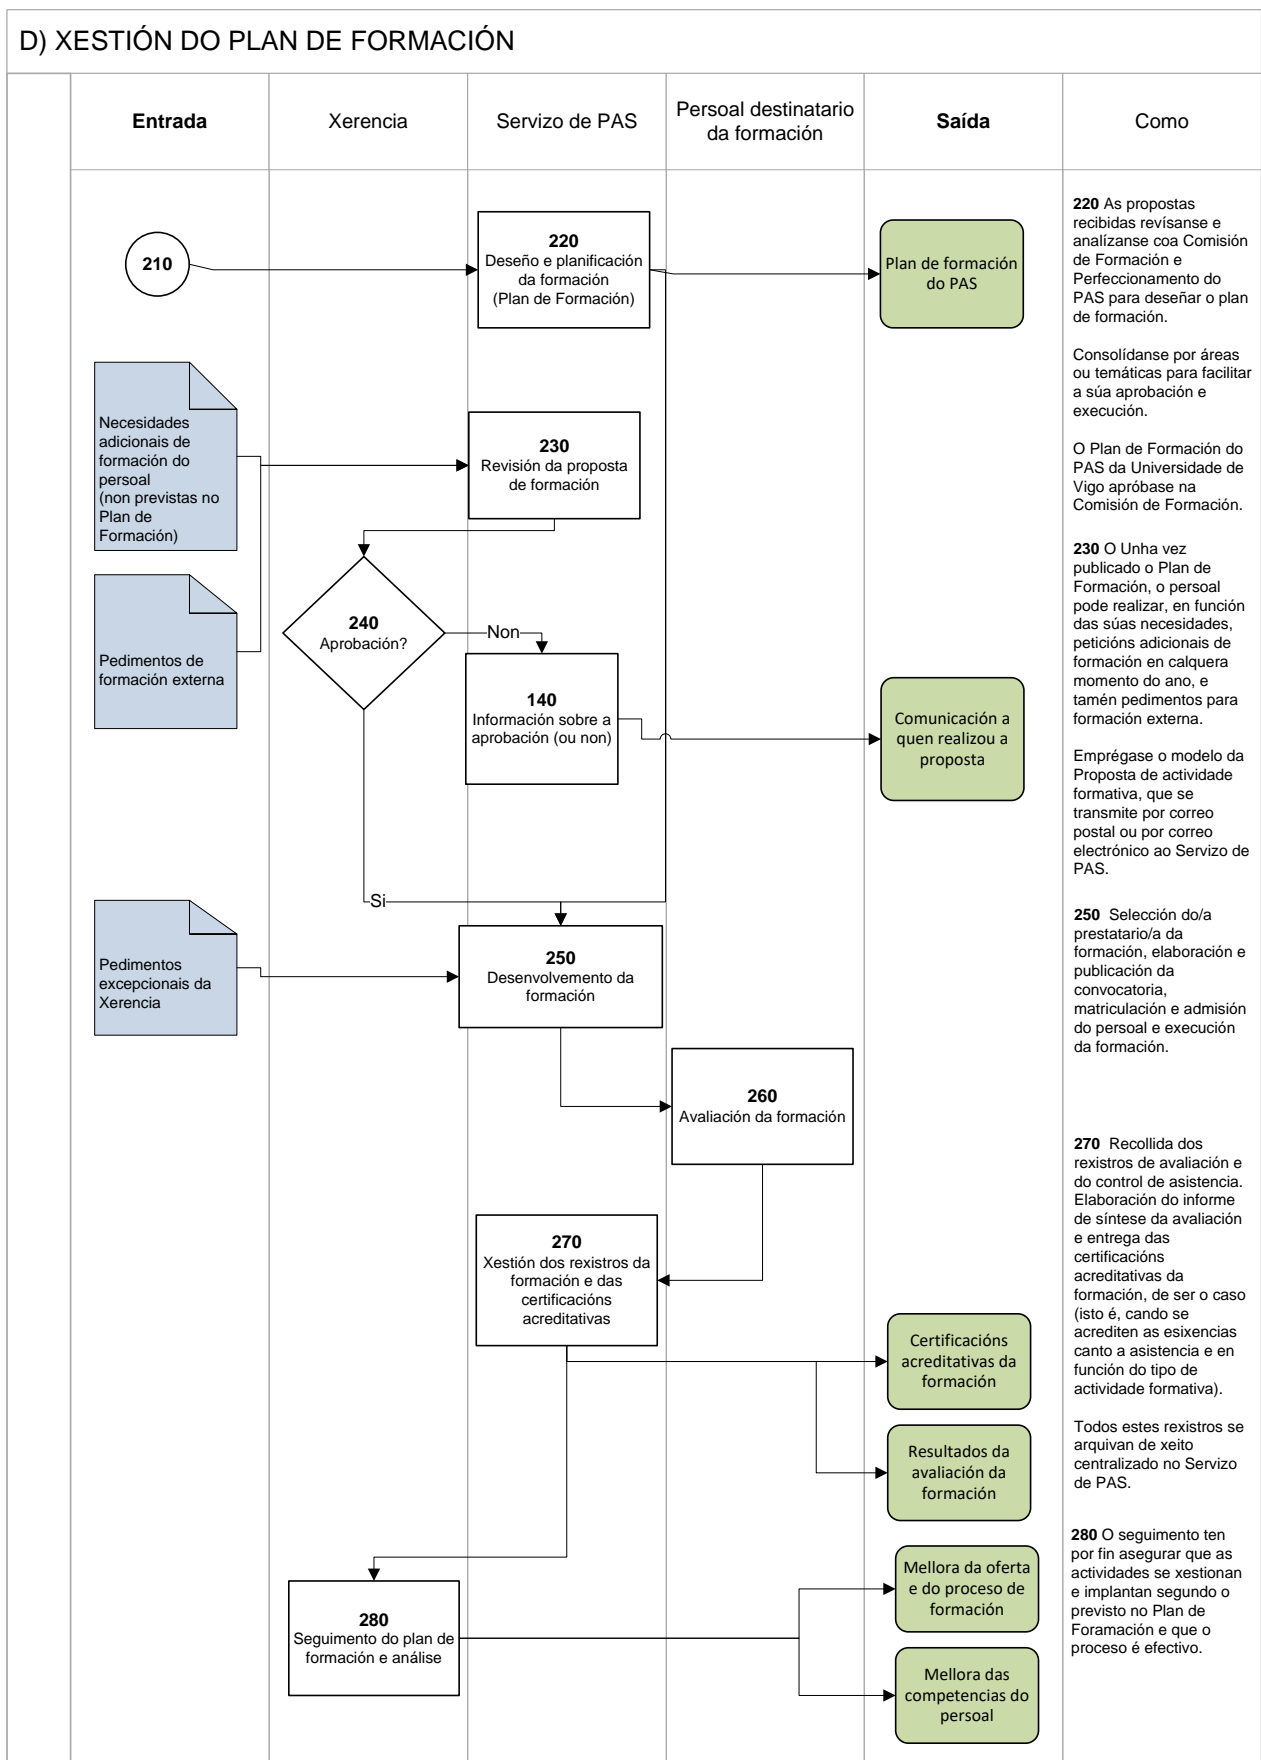 D) XESTIÓN DO PLAN DE FORMACIÓN
Entrada
Xerencia
Servizo de PAS
Persoal destinatario
da formación
Saída
Como
210
220
Deseño e planificación
da formación
(Plan de Formación)
Plan de formación
do PAS
Necesidades
adicionais de
formación do
persoal
(non previstas no
Plan de
Formación)
230
Revisión da proposta
de formación
Pedimentos de
formación externa
240
Aprobación?
Non
140
Información sobre a
aprobación (ou non)
Comunicación a
quen realizou a
proposta
Si
Pedimentos
excepcionais da
Xerencia
250
Desenvolvemento da
formación
260
Avaliación da formación
270
Xestión dos rexistros da
formación e das
certificacións
acreditativas
Certificacións
acreditativas da
formación
Resultados da
avaliación da
formación
280
Seguimento do plan de
formación e análise
Mellora da oferta
e do proceso de
formación
Mellora das
competencias do
persoal
220 As propostas
recibidas revísanse e
analízanse coa Comisión
de Formación e
Perfeccionamento do
PAS para deseñar o plan
de formación.
Consolídanse por áreas
ou temáticas para facilitar
a súa aprobación e
execución.
O Plan de Formación do
PAS da Universidade de
Vigo apróbase na
Comisión de Formación.
230 O Unha vez
publicado o Plan de
Formación, o persoal
pode realizar, en función
das súas necesidades,
peticións adicionais de
formación en calquera
momento do ano, e
tamén pedimentos para
formación externa.
Emprégase o modelo da
Proposta de actividade
formativa, que se
transmite por correo
postal ou por correo
electrónico ao Servizo de
PAS.
250 Selección do/a
prestatario/a da
formación, elaboración e
publicación da
convocatoria,
matriculación e admisión
do persoal e execución
da formación.
270 Recollida dos
rexistros de avaliación e
do control de asistencia.
Elaboración do informe
de síntese da avaliación
e entrega das
certificacións
acreditativas da
formación, de ser o caso
(isto é, cando se
acrediten as esixencias
canto a asistencia e en
función do tipo de
actividade formativa).
Todos estes rexistros se
arquivan de xeito
centralizado no Servizo
de PAS.
280 O seguimento ten
por fin asegurar que as
actividades se xestionan
e implantan segundo o
previsto no Plan de
Foramación e que o
proceso é efectivo.